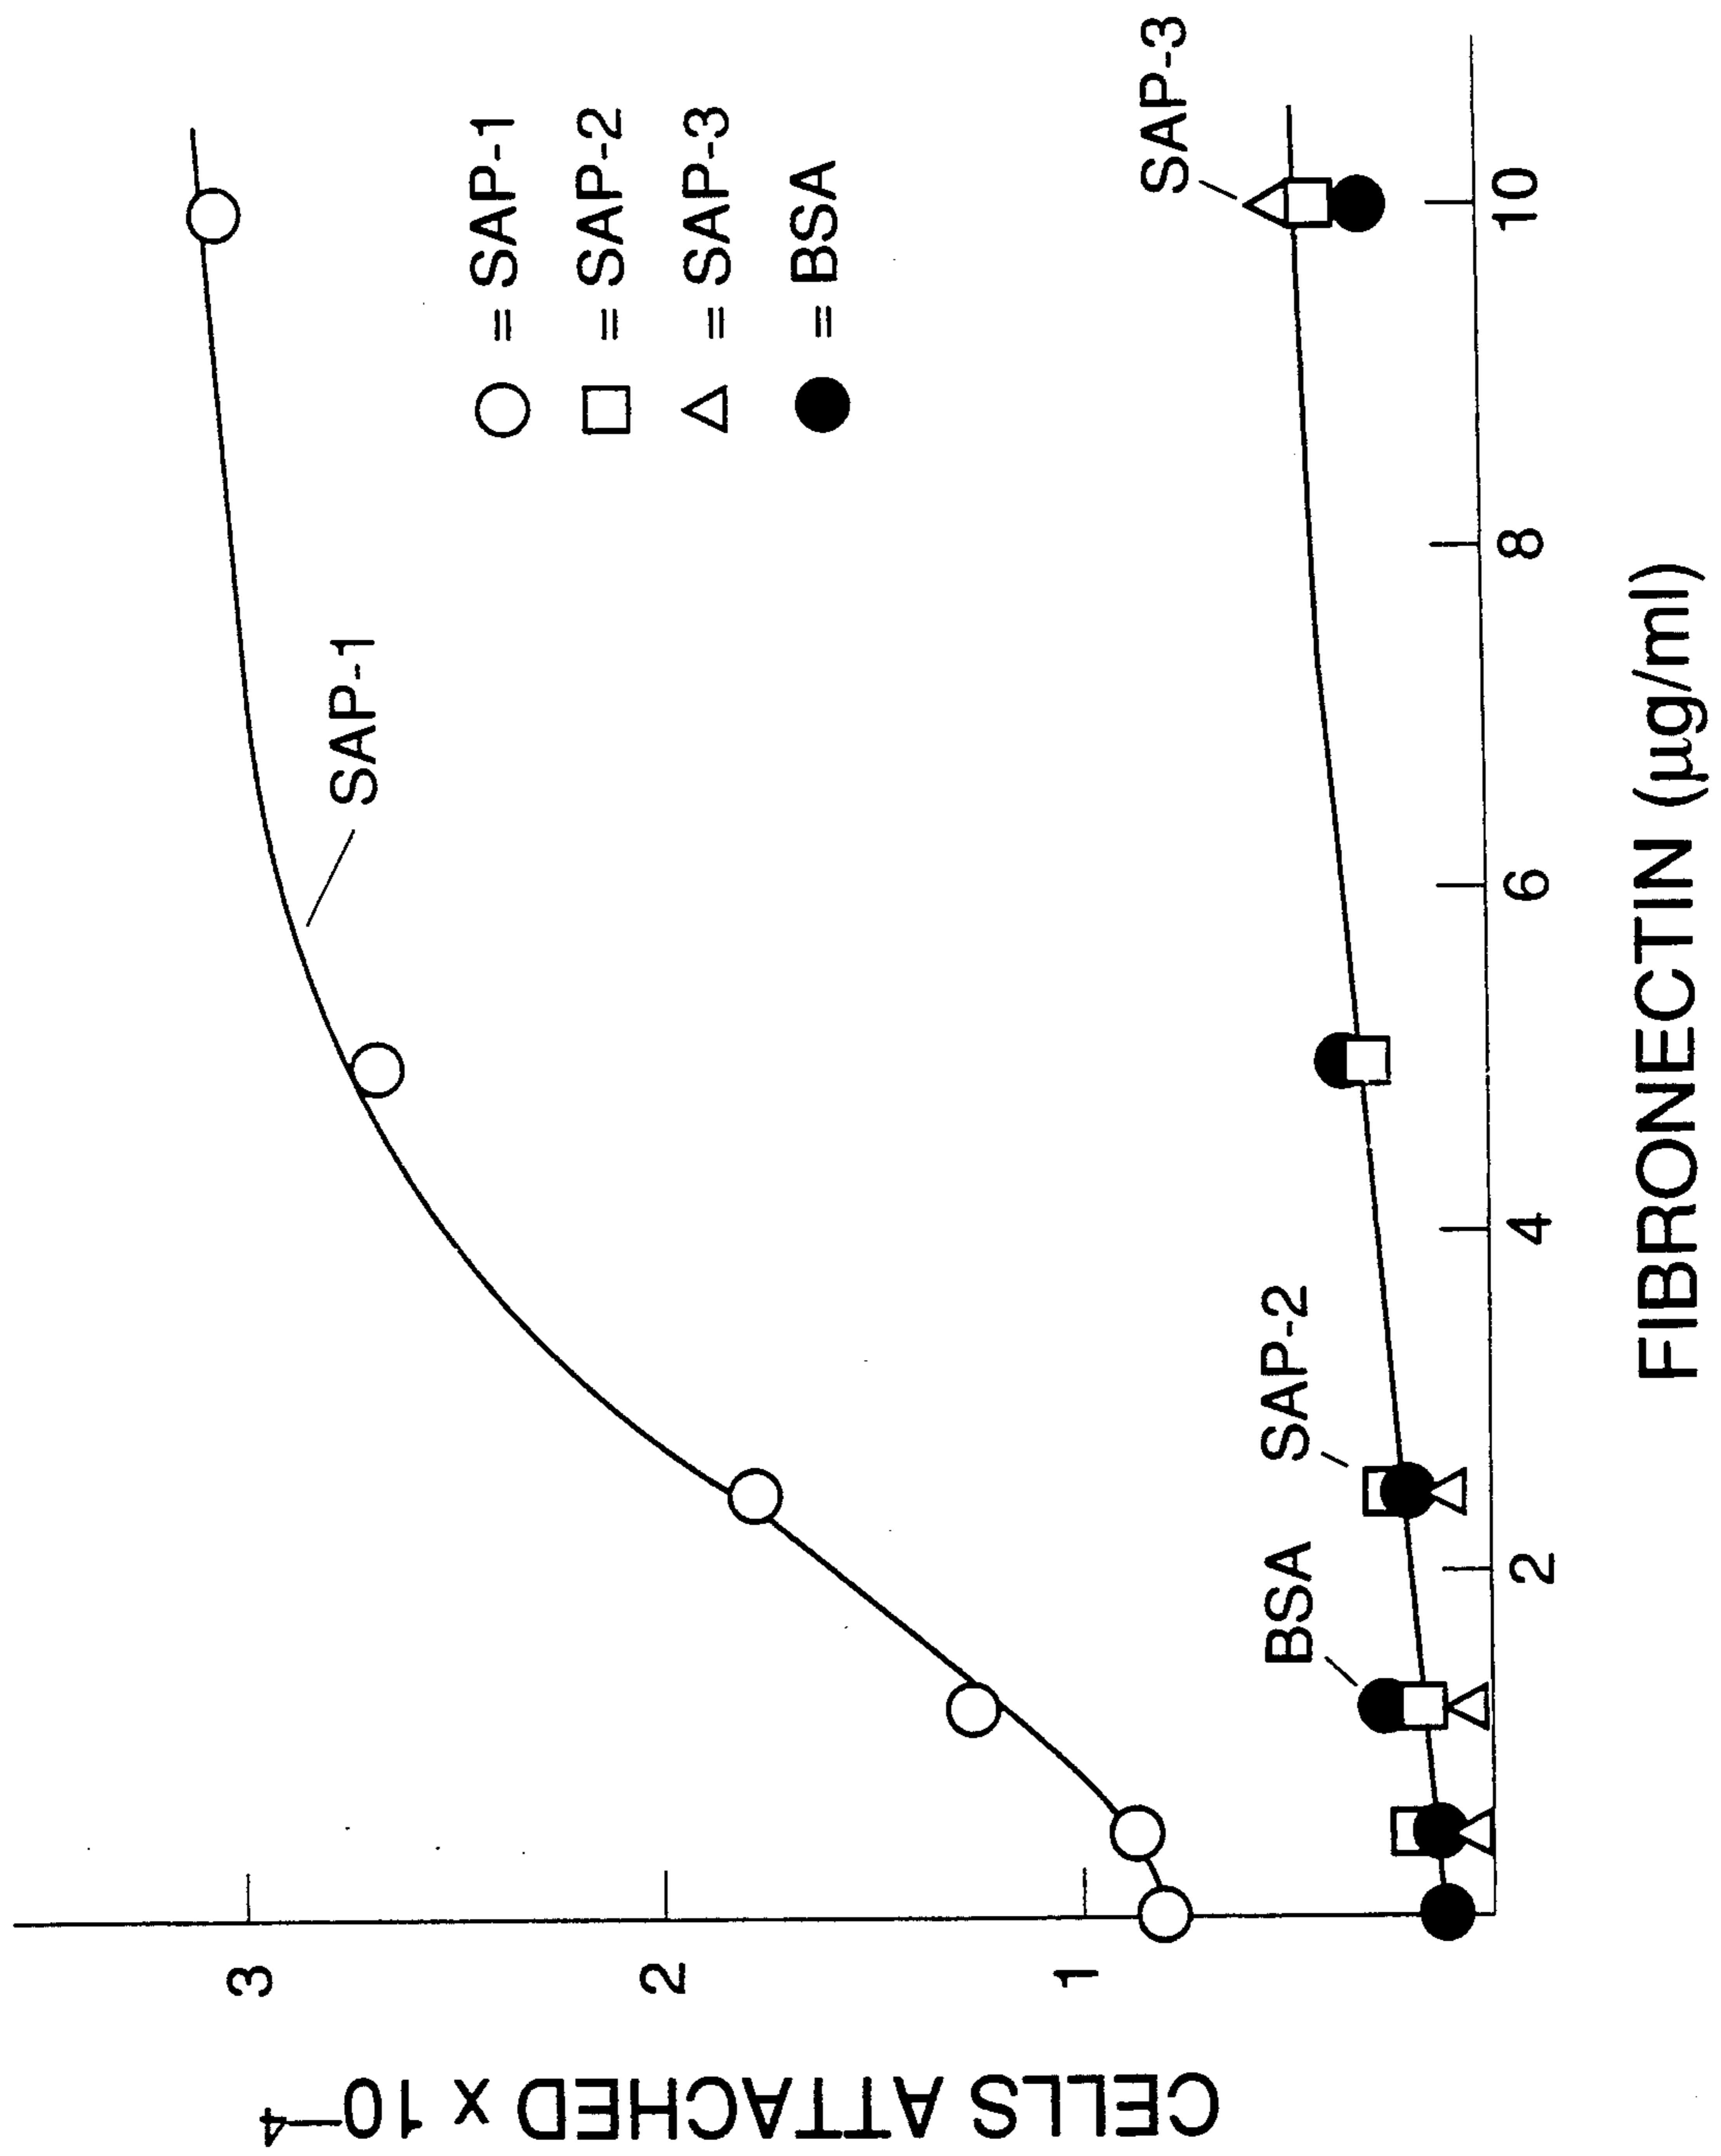 CELLS ATTACHED x 10⁻⁴
3
2
1
SAP-1
○ = SAP-1
□ = SAP-2
△ = SAP-3
● = BSA
BSA
SAP-2
SAP-3
2
4
6
8
10
FIBRONECTIN (μg/ml)